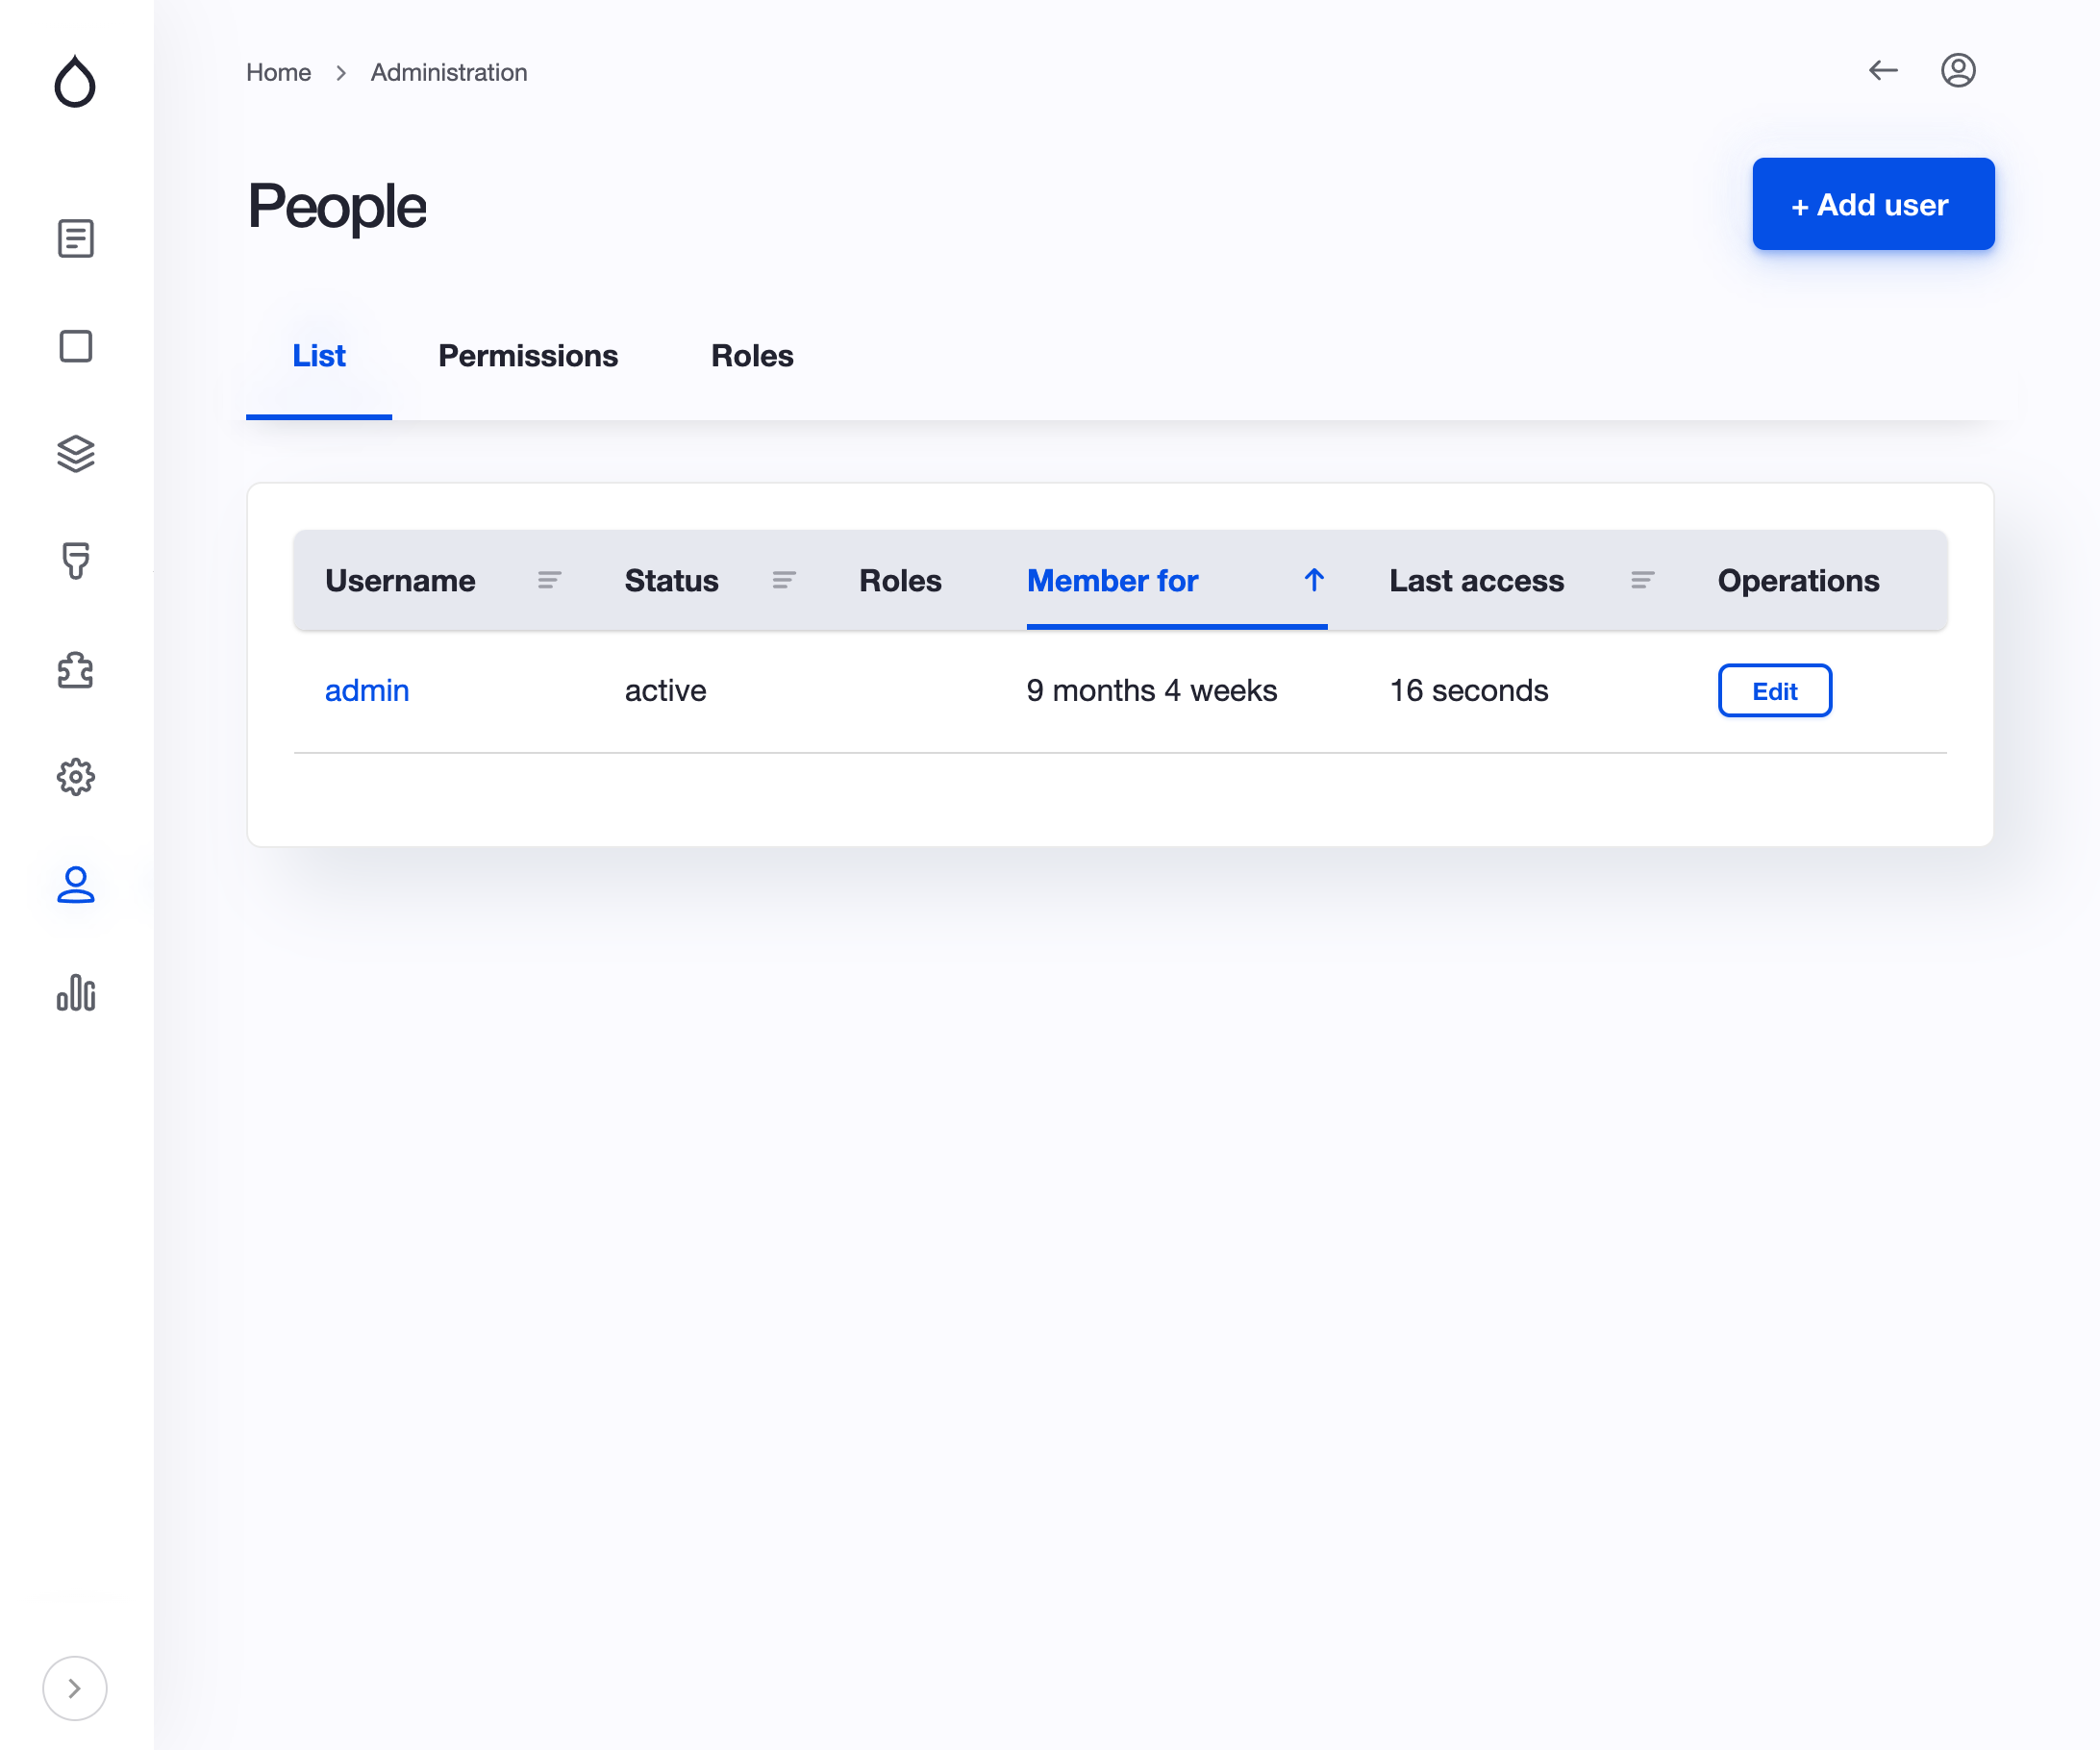 Home > Administration
People
+ Add user
List Permissions Roles
Username Status Roles Member for Last access Operations
admin active 9 months 4 weeks 16 seconds Edit